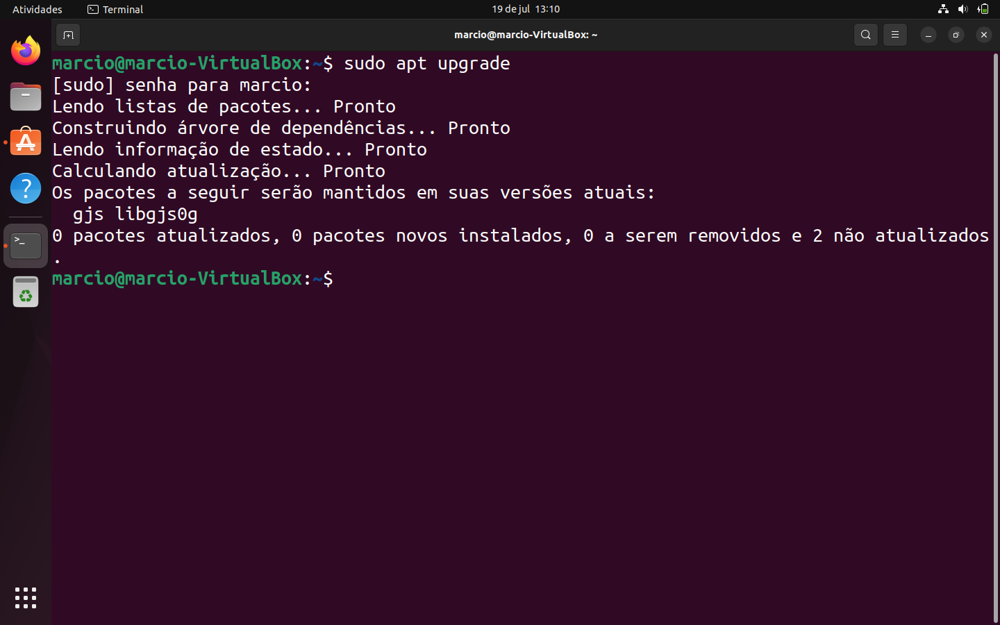 Atividades Terminal 19 de jul 13:10
marcio@marcio-VirtualBox: ~
marcio@marcio-VirtualBox:~$ sudo apt upgrade
[sudo] senha para marcio:
Lendo listas de pacotes... Pronto
Construindo árvore de dependências... Pronto
Lendo informação de estado... Pronto
Calculando atualização... Pronto
Os pacotes a seguir serão mantidos em suas versões atuais:
  gjs libgjs0g
0 pacotes atualizados, 0 pacotes novos instalados, 0 a serem removidos e 2 não atualizados
.
marcio@marcio-VirtualBox:~$